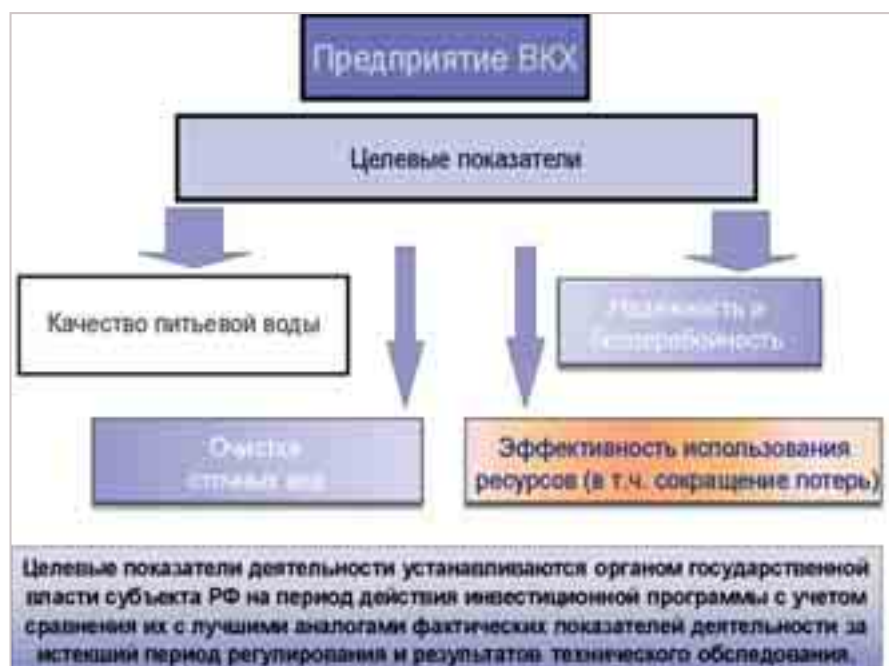 Предприятие ВКХ
Целевые показатели
Качество питьевой воды
Надежность и
бесперебойность
Очистка
сточных вод
Эффективность использования
ресурсов (в т.ч. сокращение потерь)
Целевые показатели деятельности устанавливаются органом государственной
власти субъекта РФ на период действия инвестиционной программы с учетом
сравнения их с лучшими аналогами фактических показателей деятельности за
истекший период регулирования и результатов технического обследования.